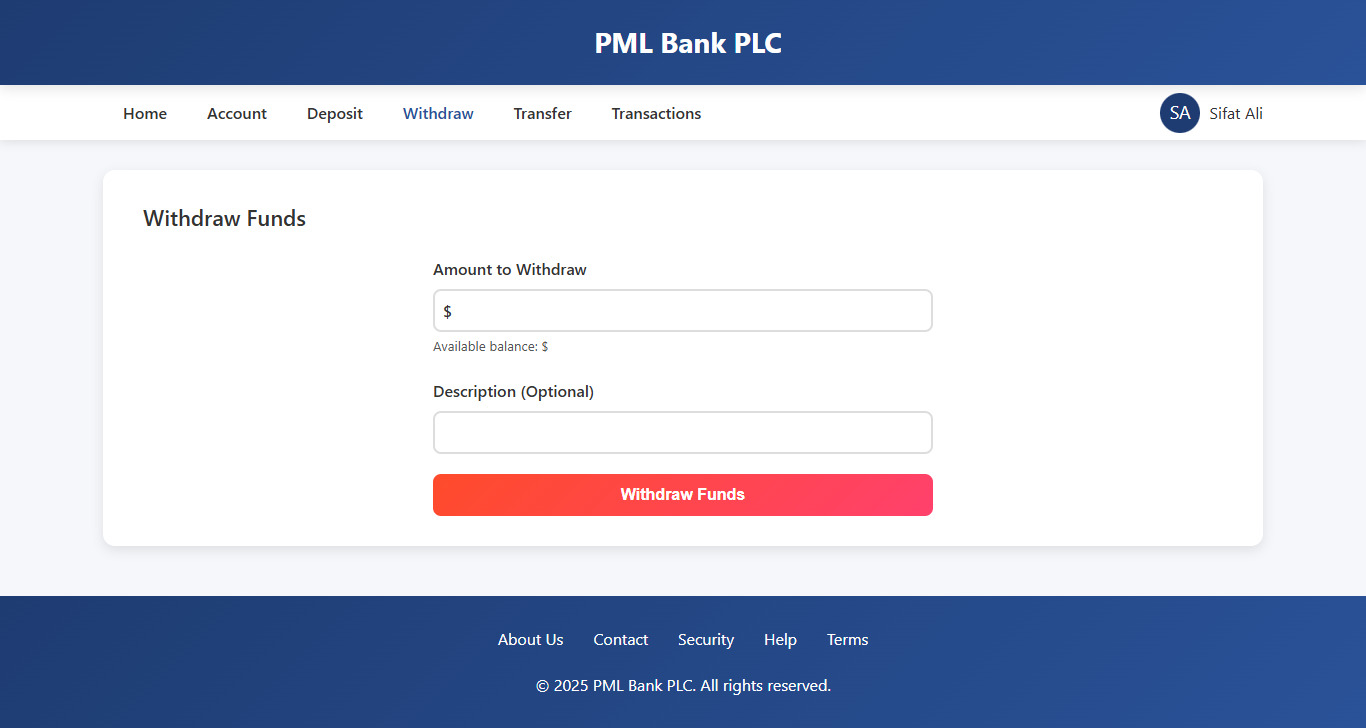 PML Bank PLC
Home Account Deposit Withdraw Transfer Transactions SA Sifat Ali
Withdraw Funds
Amount to Withdraw
$
Available balance: $
Description (Optional)
Withdraw Funds
About Us Contact Security Help Terms
© 2025 PML Bank PLC. All rights reserved.